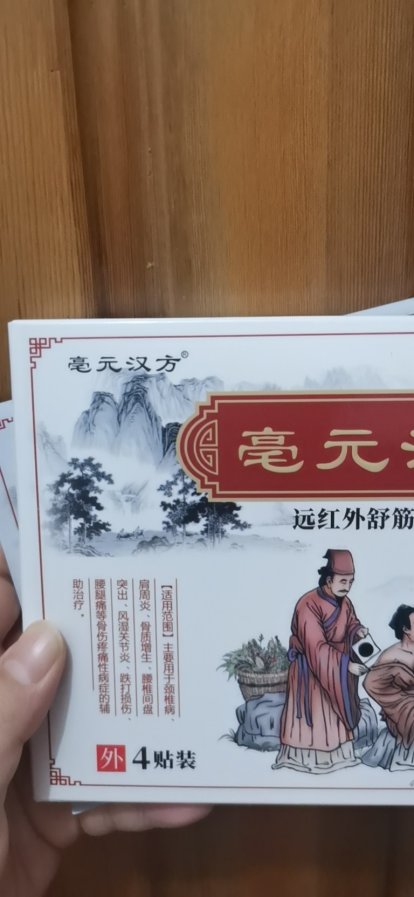 亳元汉方®
亳元
远红外舒筋
【适用范围】主要用于颈椎病、
肩周炎、骨质增生、腰椎间盘
突出、风湿关节炎、跌打损伤、
腰腿痛等骨伤疼痛性病症的辅
助治疗。
外 4贴装